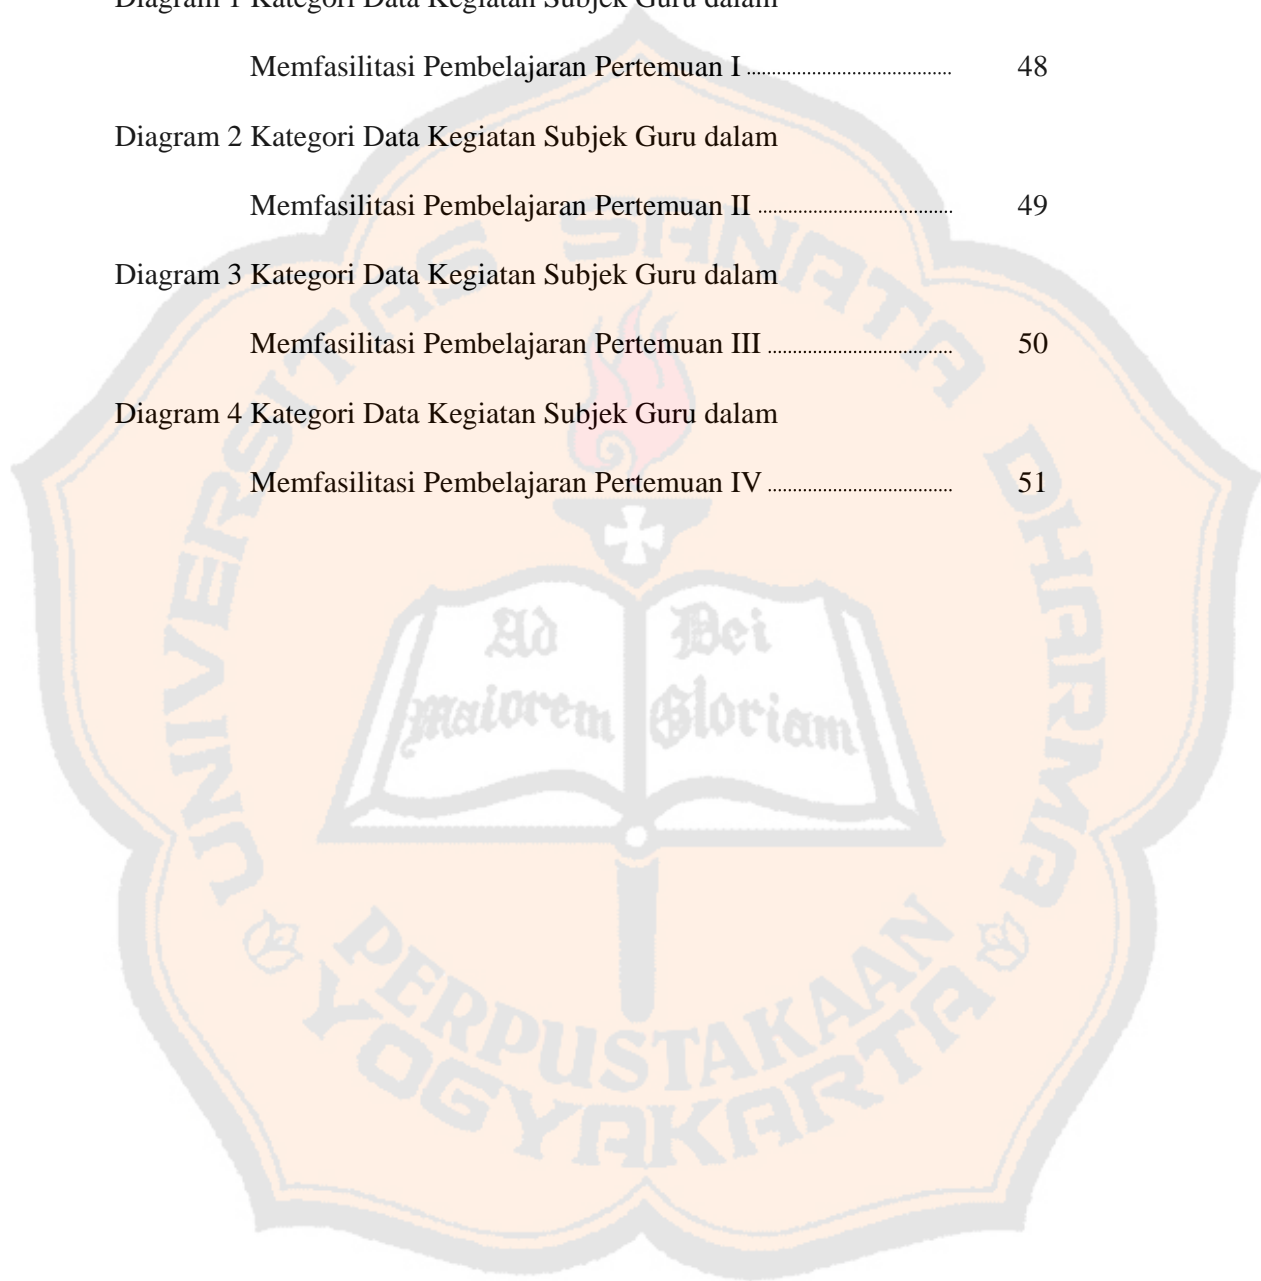 Diagram 1 Kategori Data Kegiatan Subjek Guru dalam
Memfasilitasi Pembelajaran Pertemuan I ........................................ 48
Diagram 2 Kategori Data Kegiatan Subjek Guru dalam
Memfasilitasi Pembelajaran Pertemuan II ...................................... 49
Diagram 3 Kategori Data Kegiatan Subjek Guru dalam
Memfasilitasi Pembelajaran Pertemuan III .................................... 50
Diagram 4 Kategori Data Kegiatan Subjek Guru dalam
Memfasilitasi Pembelajaran Pertemuan IV .................................... 51
UNIVERSITAS SANATA DHARMA
Ad
maiorem
Dei
Gloriam
PERPUSTAKAAN
YOGYAKARTA